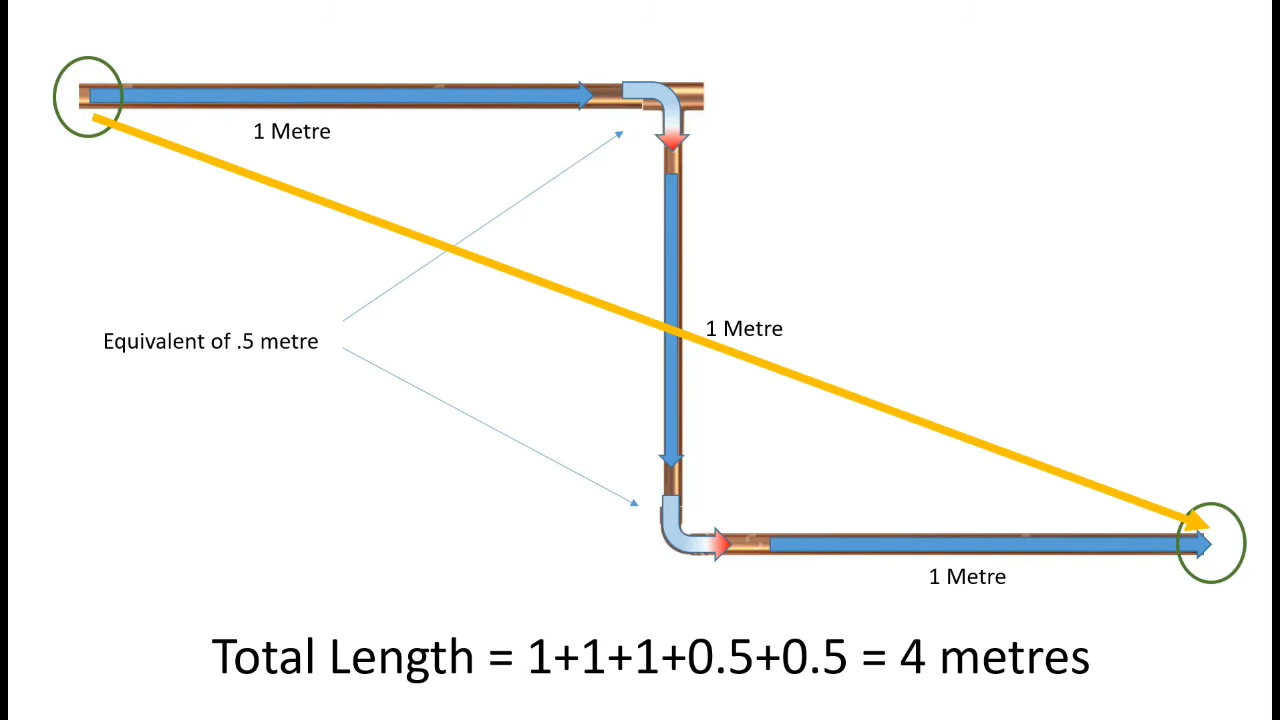 1 Metre
Equivalent of .5 metre
1 Metre
1 Metre
Total Length = 1+1+1+0.5+0.5 = 4 metres